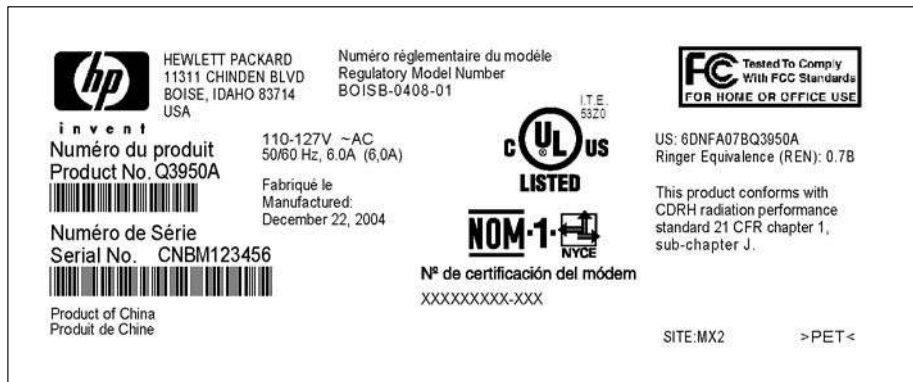 hp
invent
HEWLETT PACKARD
11311 CHINDEN BLVD
BOISE, IDAHO 83714
USA
Numéro réglementaire du modéle
Regulatory Model Number
BOISB-0408-01
FC Tested To Comply
With FCC Standards
FOR HOME OR OFFICE USE
Numéro du produit
Product No. Q3950A
110-127V ~AC
50/60 Hz, 6.0A (6,0A)
Fabriqué le
Manufactured:
December 22, 2004
I.T.E.
53Z0
C UL US
LISTED
US: 6DNFA07BQ3950A
Ringer Equivalence (REN): 0.7B
This product conforms with
CDRH radiation performance
standard 21 CFR chapter 1,
sub-chapter J.
Numéro de Série
Serial No. CNBM123456
NOM·1·
NYCE
Nº de certificación del módem
XXXXXXXXX-XXX
Product of China
Produit de Chine
SITE:MX2 >PET<